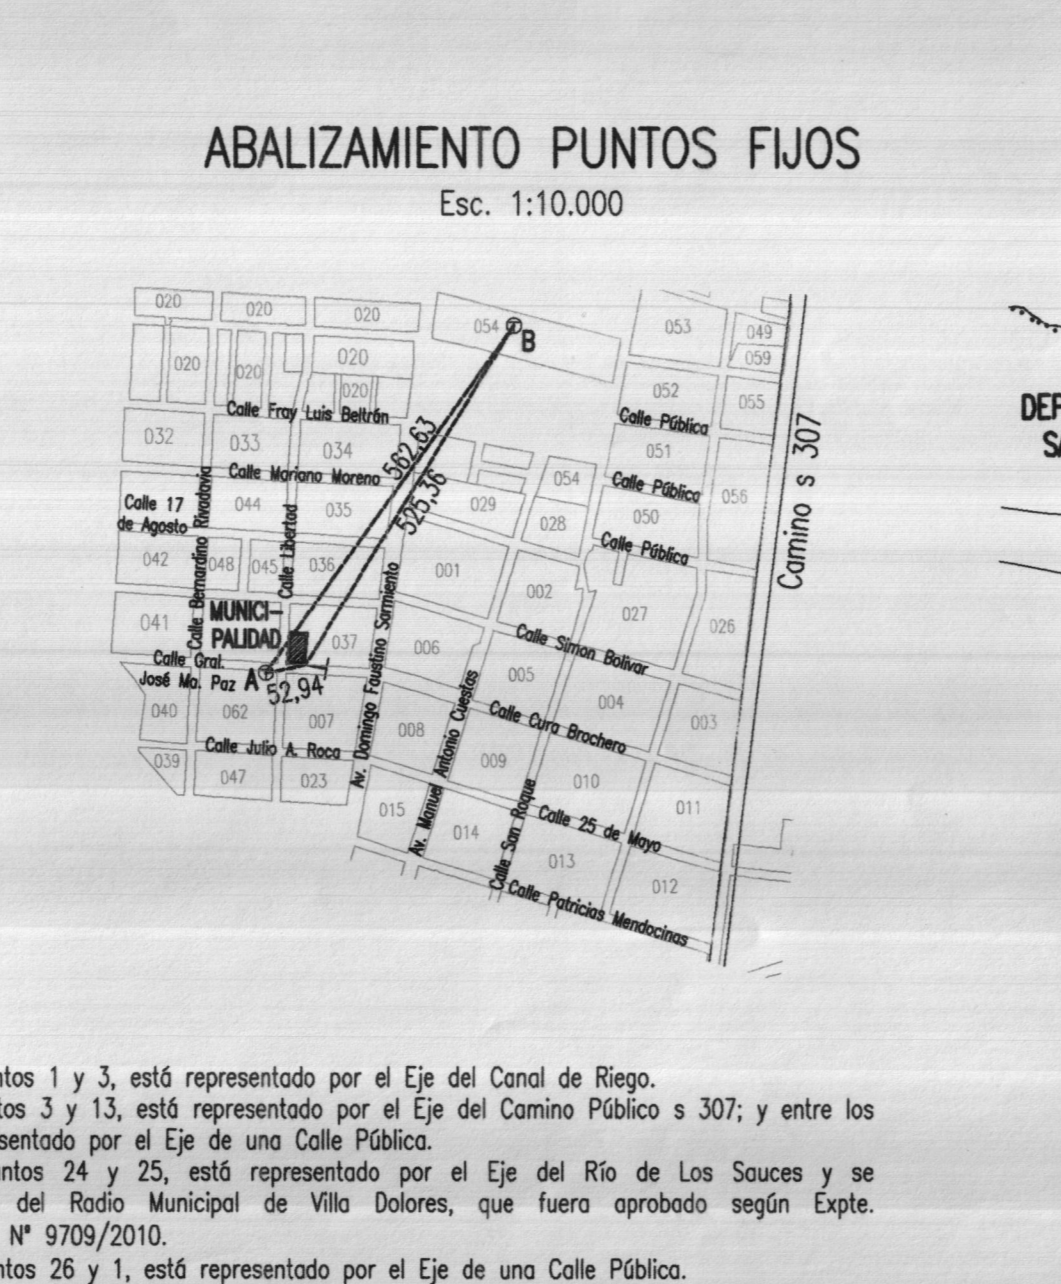 ABALIZAMIENTO PUNTOS FIJOS
Esc. 1:10.000
020
020
020
054
B
053
049
059
020
020
020
020
052
055
Calle Fray Luis Beltrán
Calle Pública
032
033
034
562,63
051
DEP
SA
Camino s 307
Calle Mariano Moreno
525,36
054
Calle Pública
056
Calle 17
de Agosto
044
035
029
028
050
Calle Bernardino Rivadavia
Calle Libertad
Calle Pública
042
048
045
036
001
002
027
026
041
MUNICI-
PALIDAD
037
006
Calle Simon Bolivar
Av. Domingo Faustino Sarmiento
Calle Gral.
José Ma. Paz
A
52,94
005
004
003
040
062
007
008
Av. Manuel Antonio Cuestas
Calle Cura Brochero
039
Calle Julio A. Roca
047
023
009
010
011
015
014
Calle San Roque
Calle 25 de Mayo
013
012
Calle Patricias Mendocinas
ntos 1 y 3, está representado por el Eje del Canal de Riego.
tos 3 y 13, está representado por el Eje del Camino Público s 307; y entre los
sentado por el Eje de una Calle Pública.
untos 24 y 25, está representado por el Eje del Río de Los Sauces y se
del Radio Municipal de Villa Dolores, que fuera aprobado según Expte.
N° 9709/2010.
ntos 26 y 1, está representado por el Eje de una Calle Pública.